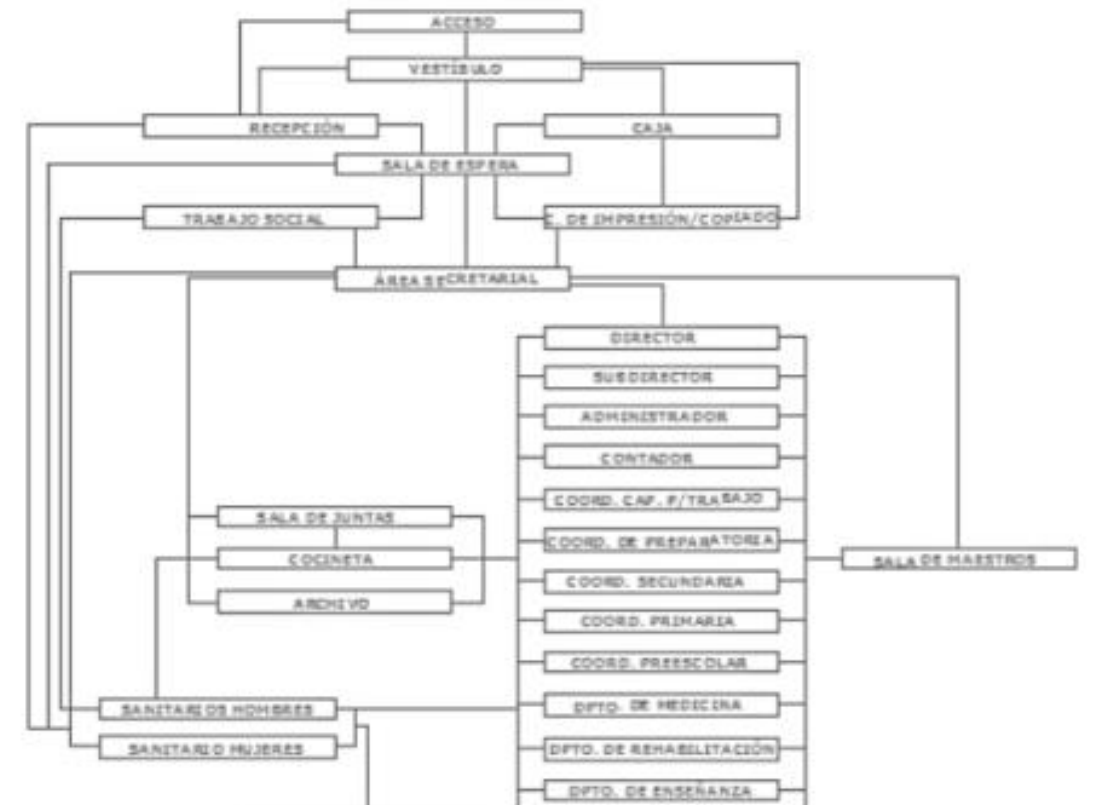 ACCESO
VESTÍBULO
RECEPCIÓN
CAJA
SALA DE ESPERA
TRABAJO SOCIAL
C. DE IMPRESIÓN/COPIADO
ÁREA SECRETARIAL
DIRECTOR
SUBDIRECTOR
ADMINISTRADOR
CONTADOR
COORD. CAP. P/TRABAJO
SALA DE JUNTAS
COORD. DE PREPARATORIA
COCINETA
SALA DE MAESTROS
COORD. SECUNDARIA
ARCHIVO
COORD. PRIMARIA
COORD. PREESCOLAR
DPTO. DE MEDICINA
SANITARIOS HOMBRES
SANITARIO MUJERES
DPTO. DE REHABILITACIÓN
DPTO. DE ENSEÑANZA